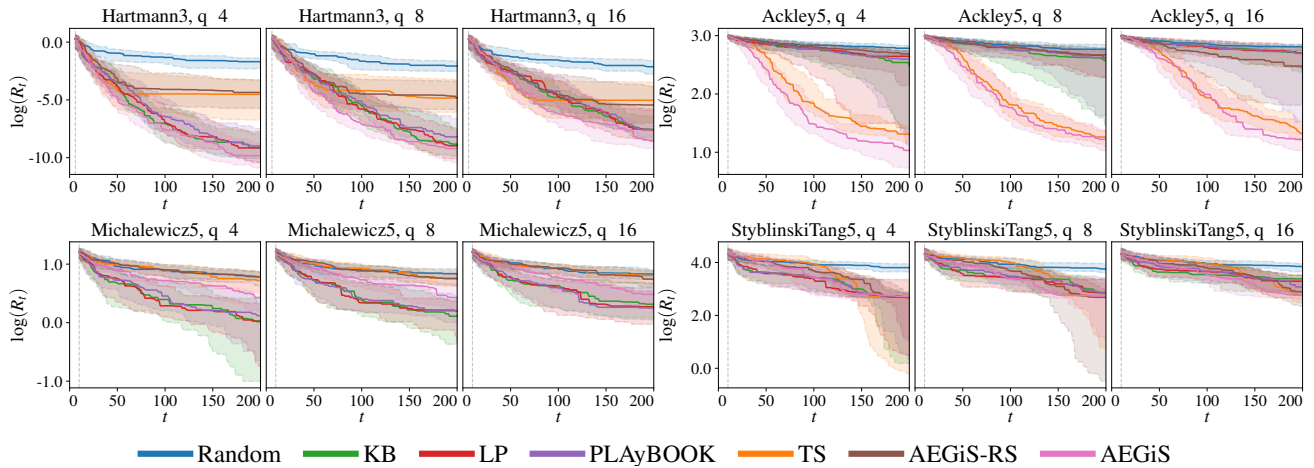 Hartmann3, q 4
Hartmann3, q 8
Hartmann3, q 16
Ackley5, q 4
Ackley5, q 8
Ackley5, q 16
log(R_t)
0.0
-5.0
-10.0
0 50 100 150 200
0 50 100 150 200
0 50 100 150 200
t
t
t
log(R_t)
3.0
2.0
1.0
0 50 100 150 200
0 50 100 150 200
0 50 100 150 200
t
t
t
Michalewicz5, q 4
Michalewicz5, q 8
Michalewicz5, q 16
StyblinskiTang5, q 4
StyblinskiTang5, q 8
StyblinskiTang5, q 16
log(R_t)
1.0
0.0
-1.0
0 50 100 150 200
0 50 100 150 200
0 50 100 150 200
t
t
t
log(R_t)
4.0
2.0
0.0
0 50 100 150 200
0 50 100 150 200
0 50 100 150 200
t
t
t
Random KB LP PLAyBOOK TS AEGiS-RS AEGiS